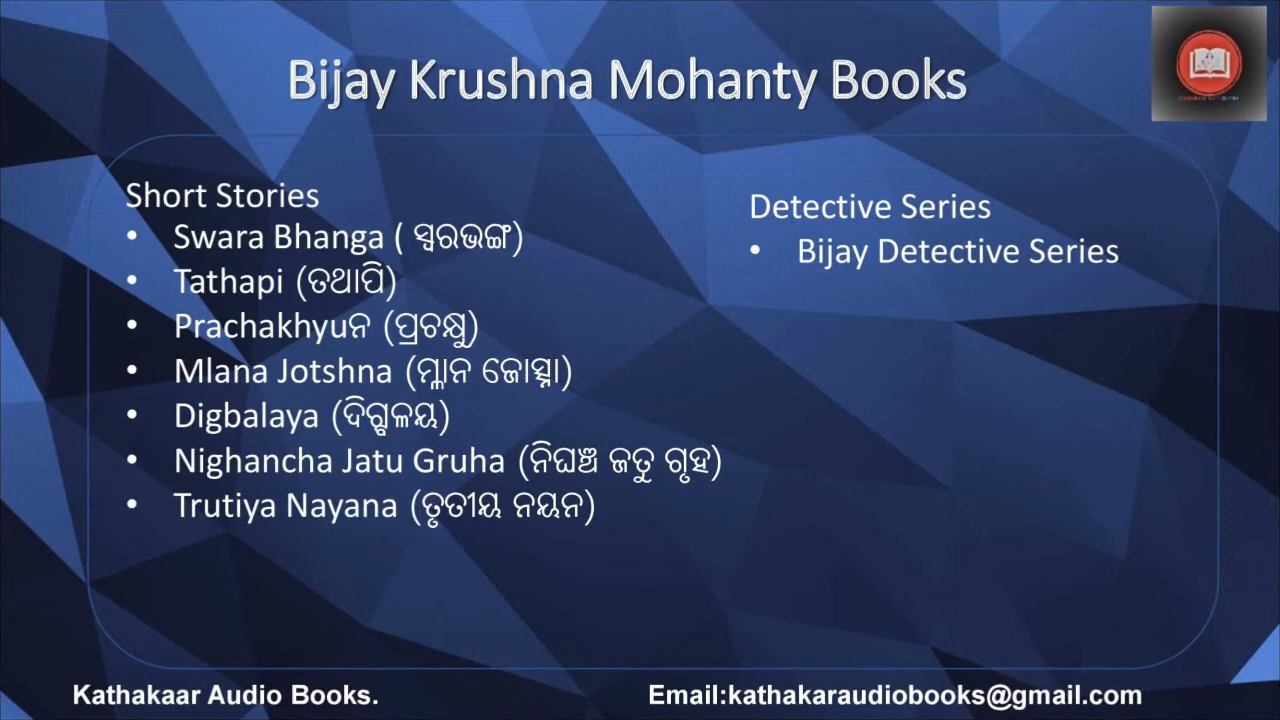 Bijay Krushna Mohanty Books
Short Stories
• Swara Bhanga ( ସ୍ୱରଭଙ୍ଗ)
• Tathapi (ତଥାପି)
• Prachakhyuନ (ପ୍ରଚକ୍ଷୁ)
• Mlana Jotshna (ମ୍ଳାନ ଜୋତ୍ସ୍ନା)
• Digbalaya (ଦିଗ୍ବଳୟ)
• Nighancha Jatu Gruha (ନିଘଞ୍ଚ ଜତୁ ଗୃହ)
• Trutiya Nayana (ତୃତୀୟ ନୟନ)
Detective Series
• Bijay Detective Series
Kathakaar Audio Books.
Email:kathakaraudiobooks@gmail.com